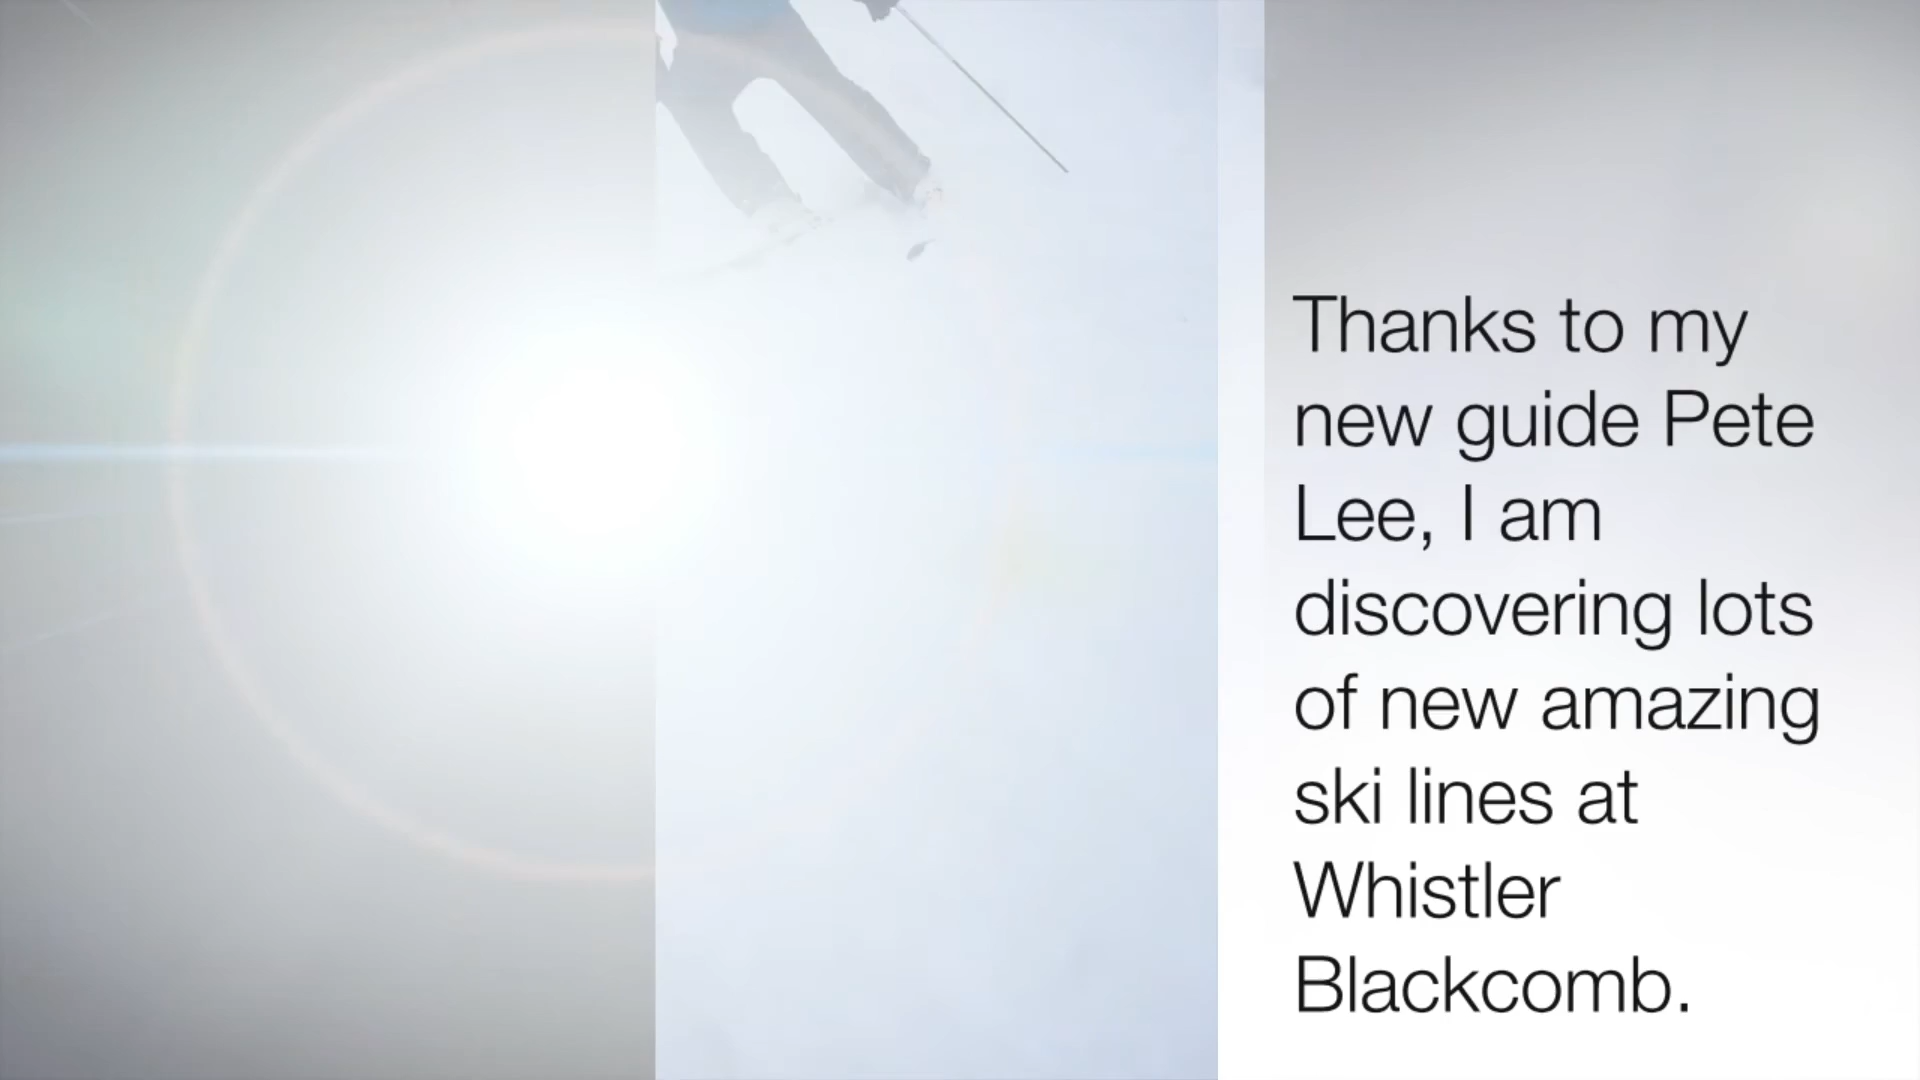 Thanks to my
new guide Pete
Lee, I am
discovering lots
of new amazing
ski lines at
Whistler
Blackcomb.